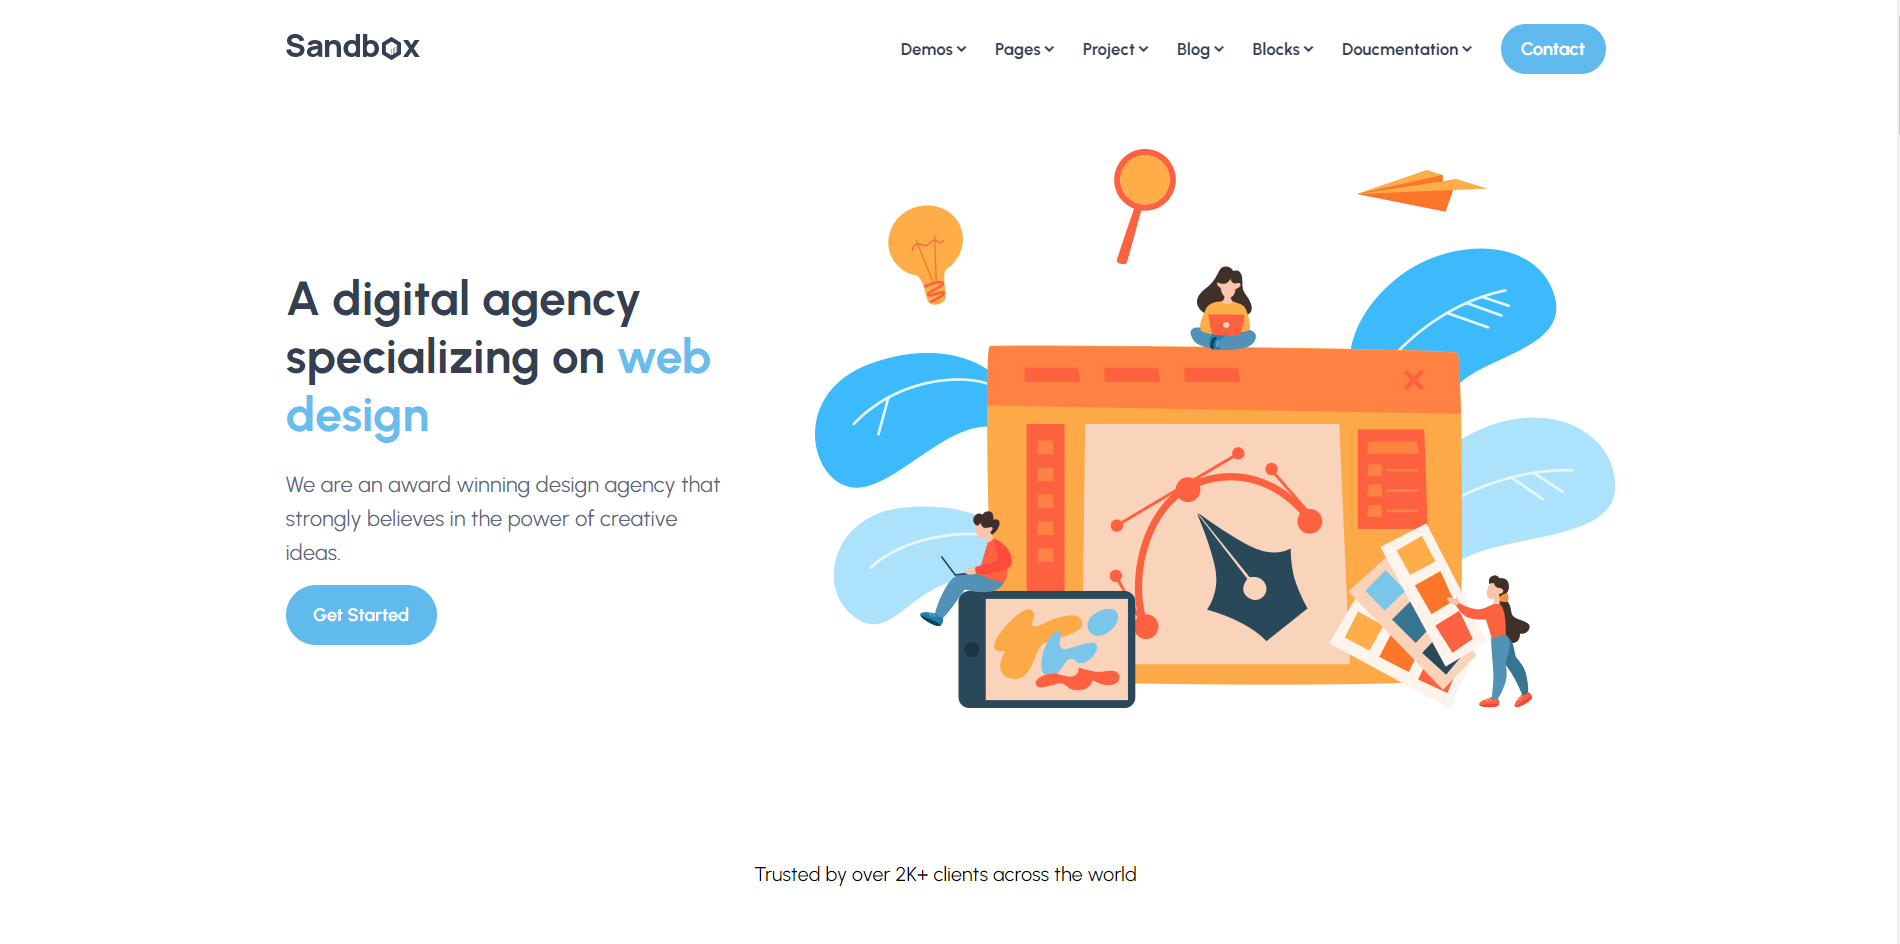 Sandbox
Demos Pages Project Blog Blocks Doucmentation Contact
A digital agency
specializing on web
design
We are an award winning design agency that
strongly believes in the power of creative
ideas.
Get Started
Trusted by over 2K+ clients across the world